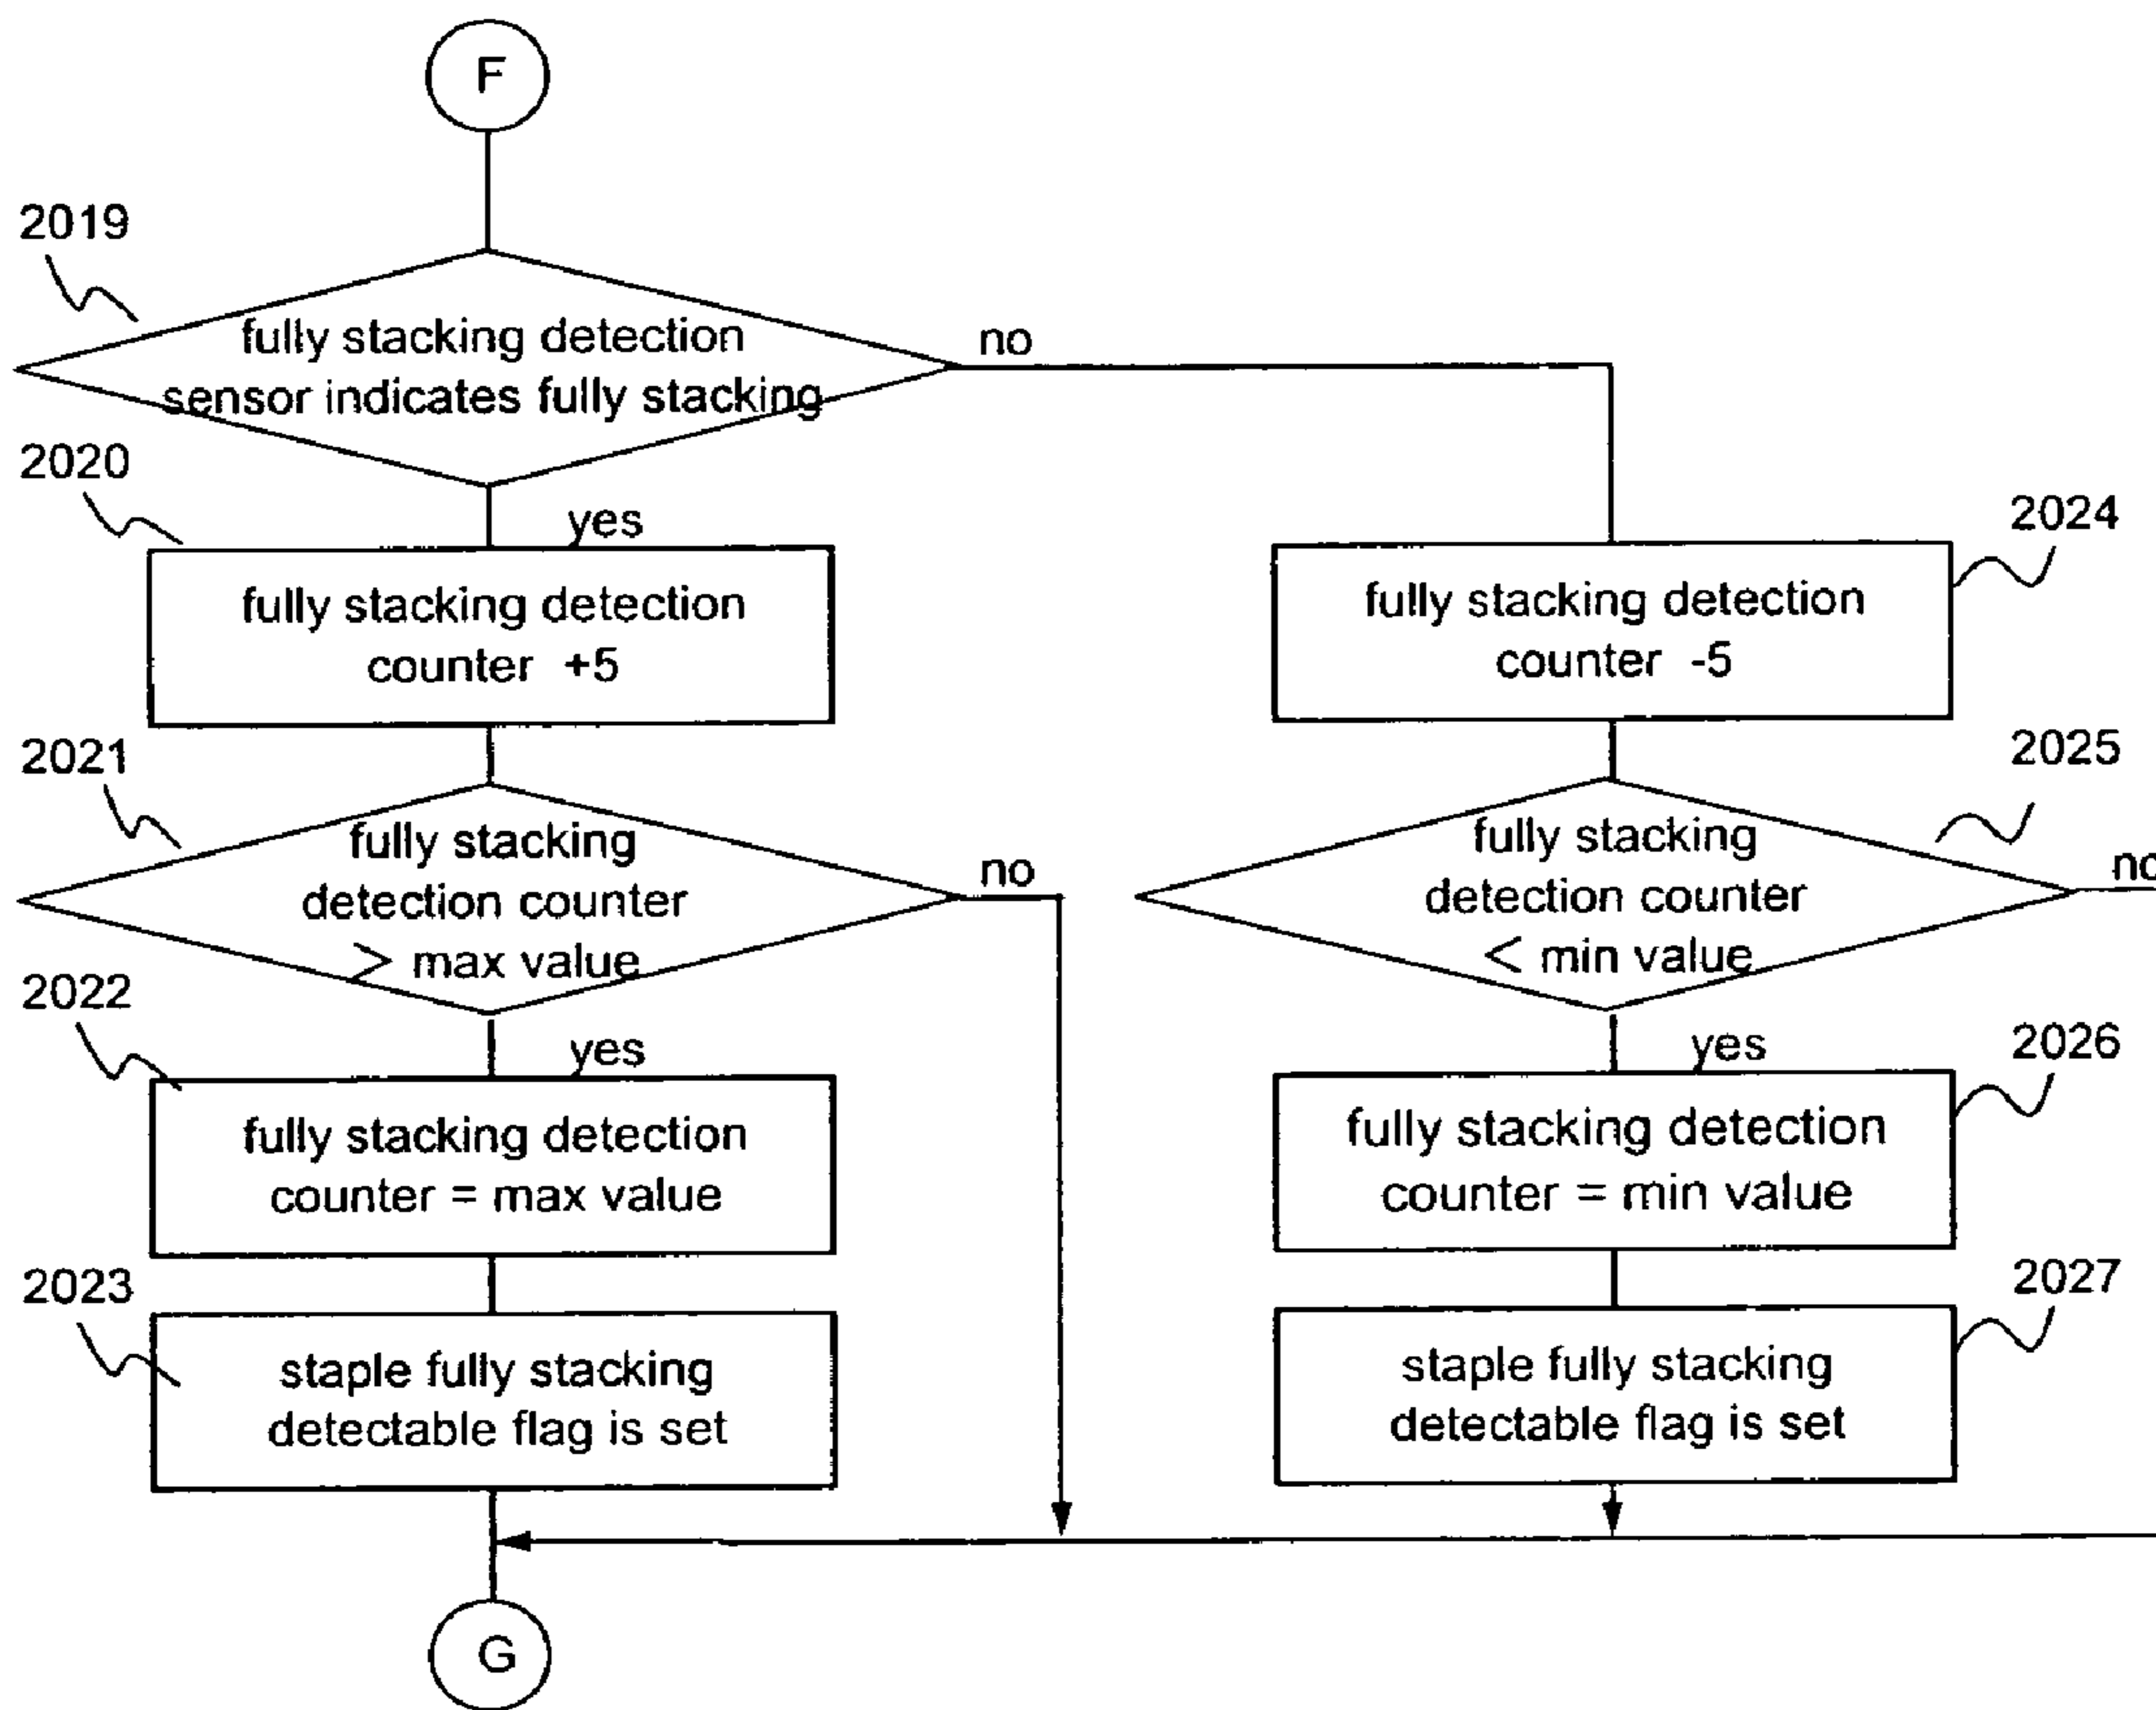 F
2019
fully stacking detection
sensor indicates fully stacking
no
2020
yes
fully stacking detection
counter +5
2021
fully stacking
detection counter
> max value
no
2022
yes
fully stacking detection
counter = max value
2023
staple fully stacking
detectable flag is set
2024
fully stacking detection
counter -5
2025
fully stacking
detection counter
< min value
no
2026
yes
fully stacking detection
counter = min value
2027
staple fully stacking
detectable flag is set
G